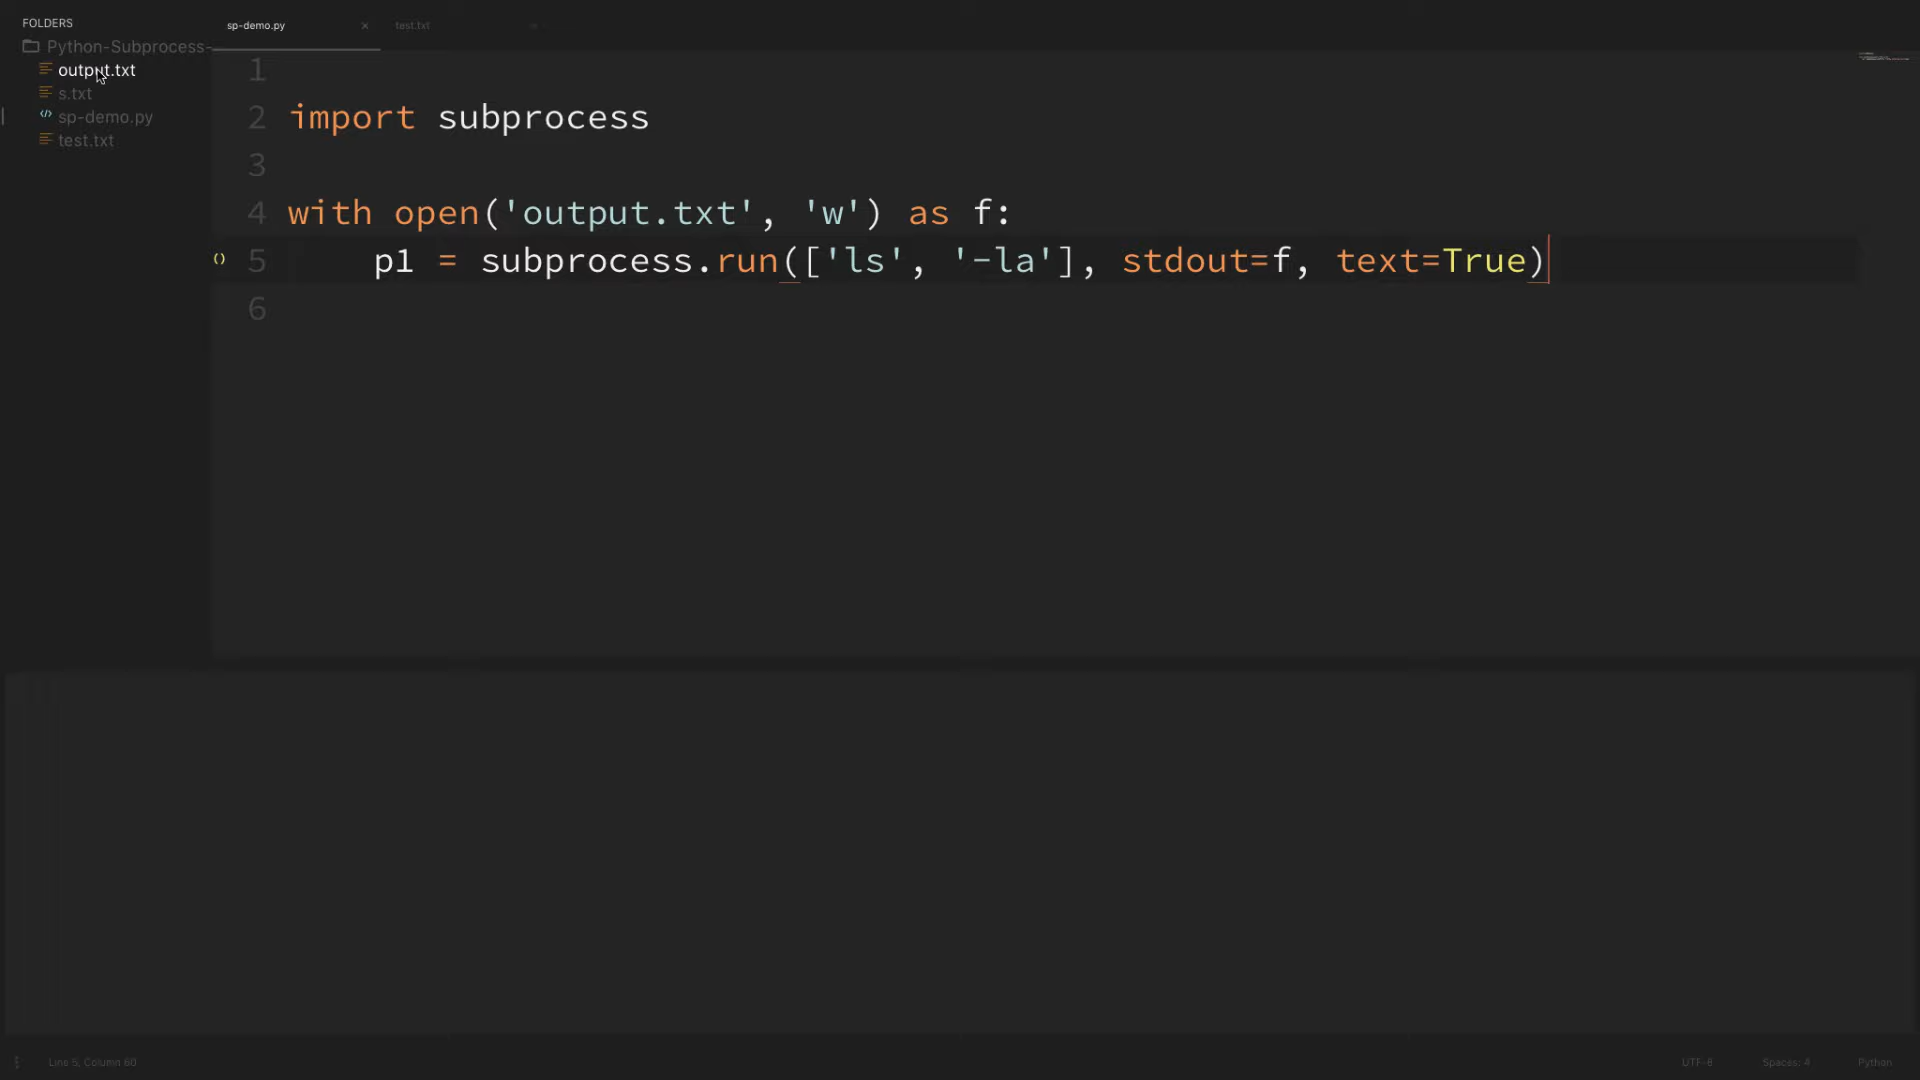 FOLDERS
Python-Subprocess-
output.txt
s.txt
sp-demo.py
test.txt
sp-demo.py × test.txt
1
2 import subprocess
3
4 with open('output.txt', 'w') as f:
() 5     p1 = subprocess.run(['ls', '-la'], stdout=f, text=True)
6
Line 5, Column 60 UTF-8 Spaces: 4 Python